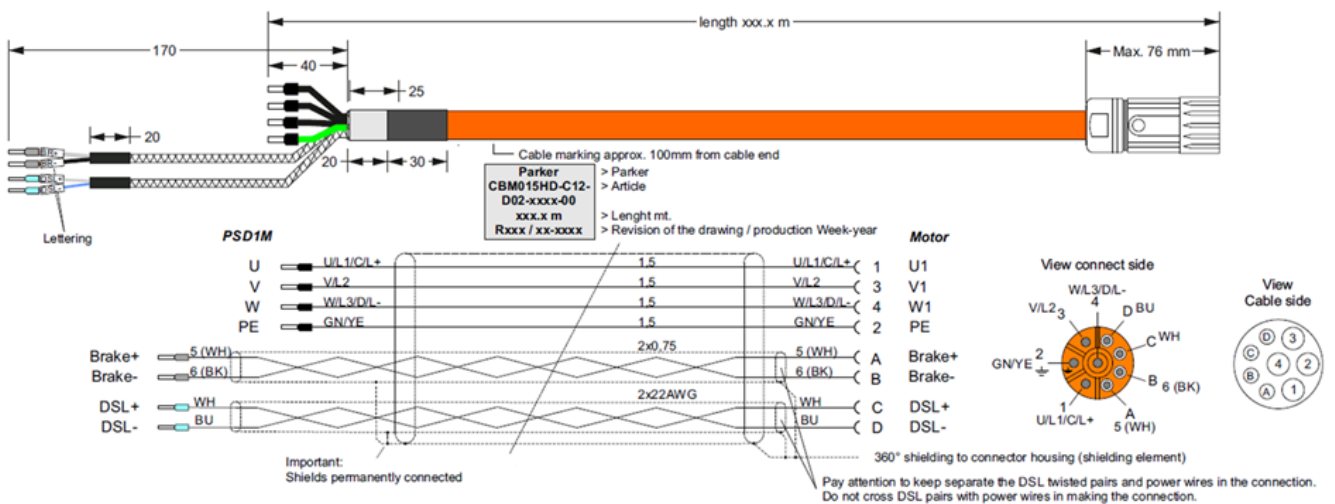 length xxx.x m
170
Max. 76 mm
40
25
20
20
30
Cable marking approx. 100mm from cable end
Parker > Parker
CBM015HD-C12- > Article
D02-xxxx-00
xxx.x m > Lenght mt.
Rxxx / xx-xxxx > Revision of the drawing / production Week-year
Lettering
PSD1M
Motor
U U/L1/C/L+ 1,5 U/L1/C/L+ 1 U1
V V/L2 1,5 V/L2 3 V1
W W/L3/D/L- 1,5 W/L3/D/L- 4 W1
PE GN/YE 1,5 GN/YE 2 PE
2x0,75
Brake+ 5 (WH) 5 (WH) A Brake+
Brake- 6 (BK) 6 (BK) B Brake-
2x22AWG
DSL+ WH WH C DSL+
DSL- BU BU D DSL-
View connect side
W/L3/D/L-
4
V/L2 3
D BU
C WH
GN/YE 2
B 6 (BK)
1
U/L1/C/L+
A
5 (WH)
View
Cable side
D 3
C
4 2
B
A 1
Important:
Shields permanently connected
360° shielding to connector housing (shielding element)
Pay attention to keep separate the DSL twisted pairs and power wires in the connection.
Do not cross DSL pairs with power wires in making the connection.